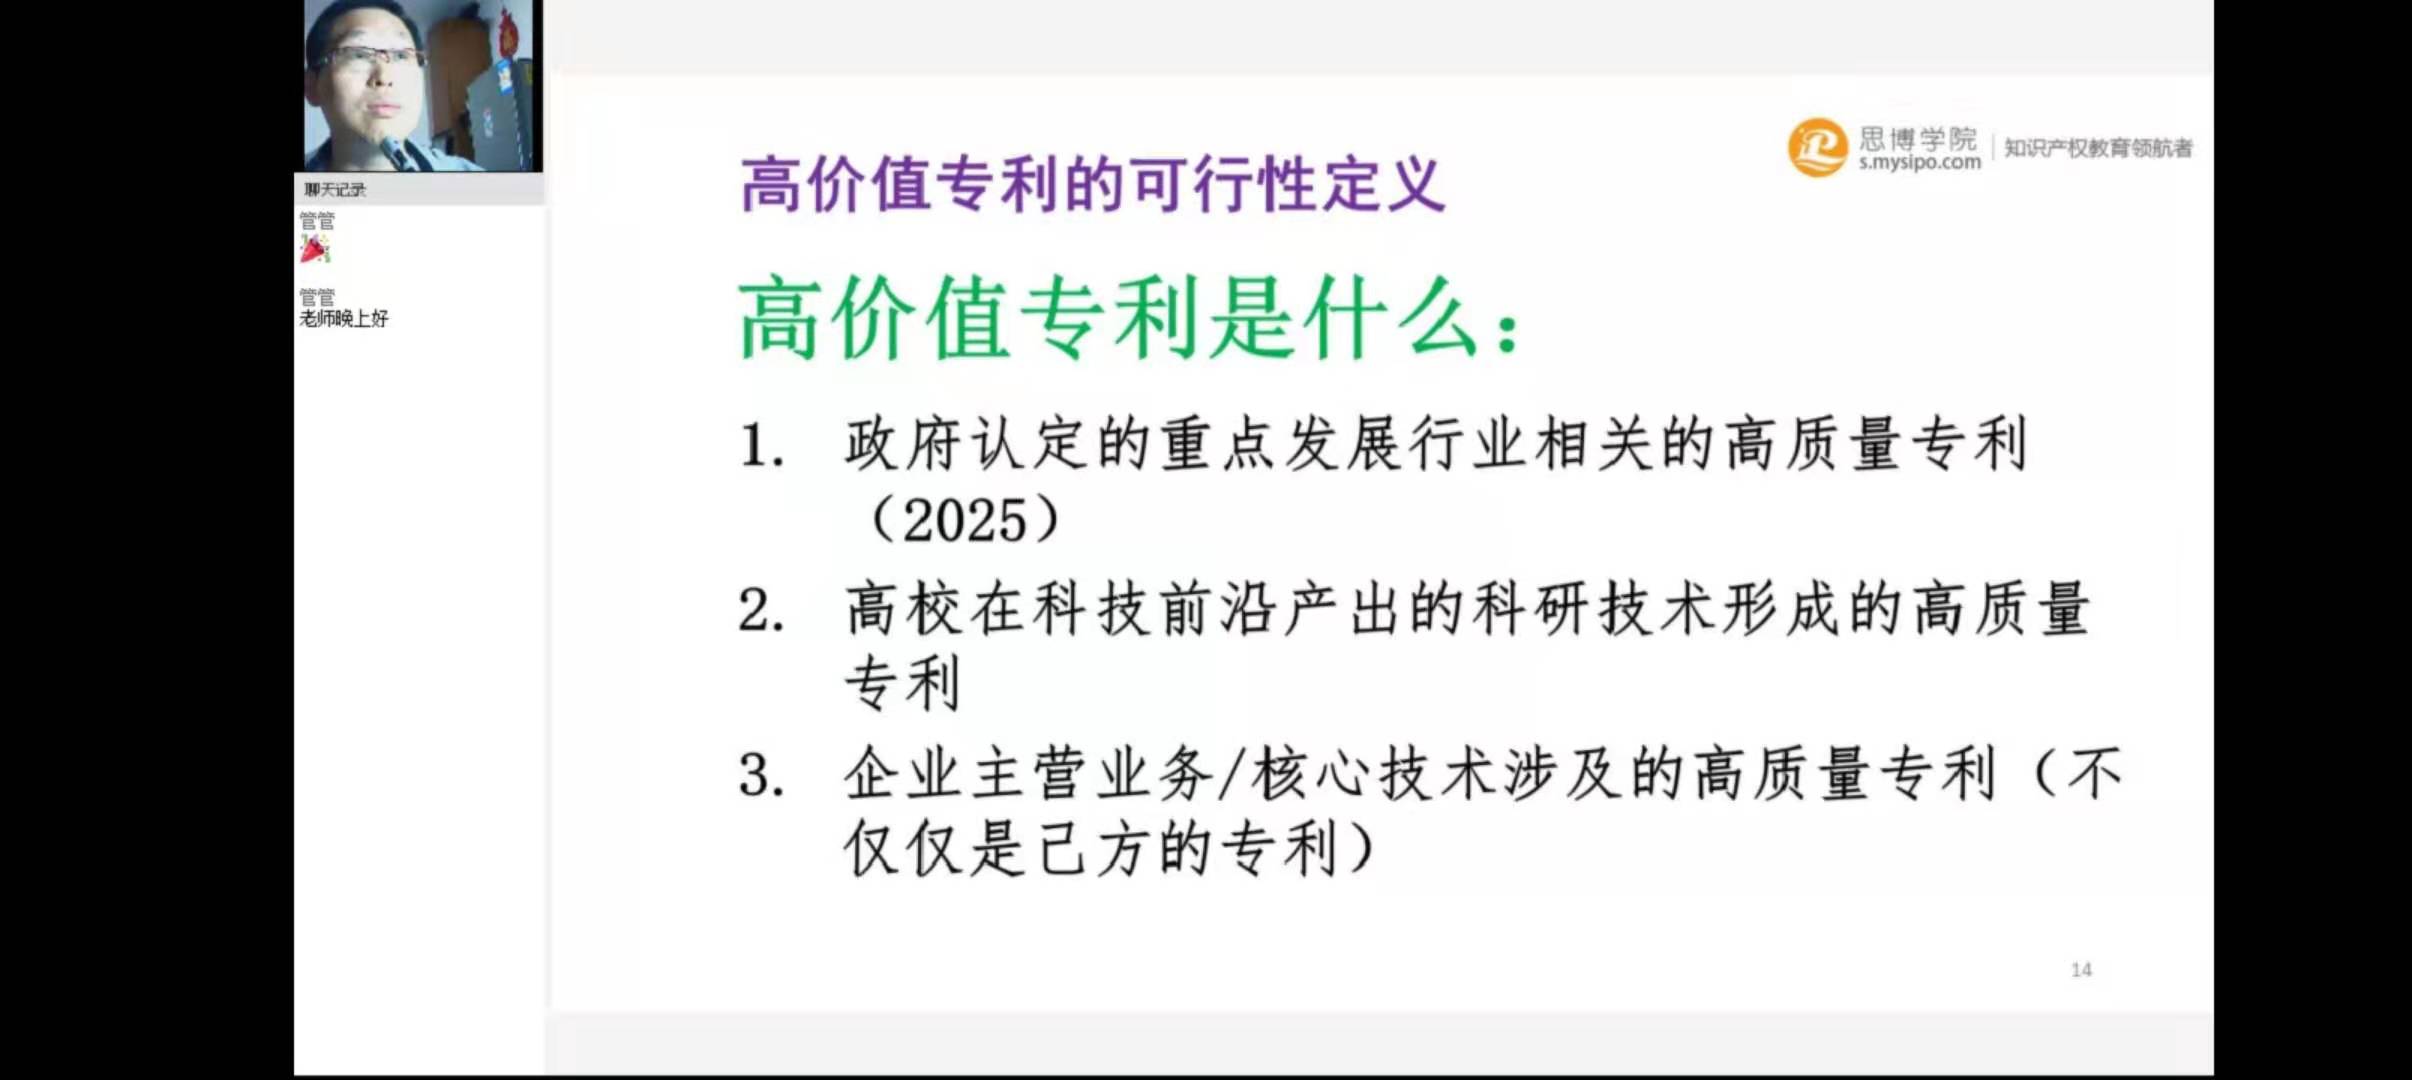 聊天记录
管管
管管
老师晚上好
思博学院
s.mysipo.com
知识产权教育领航者
高价值专利的可行性定义
高价值专利是什么：
1. 政府认定的重点发展行业相关的高质量专利
（2025）
2. 高校在科技前沿产出的科研技术形成的高质量
专利
3. 企业主营业务/核心技术涉及的高质量专利（不
仅仅是己方的专利）
14